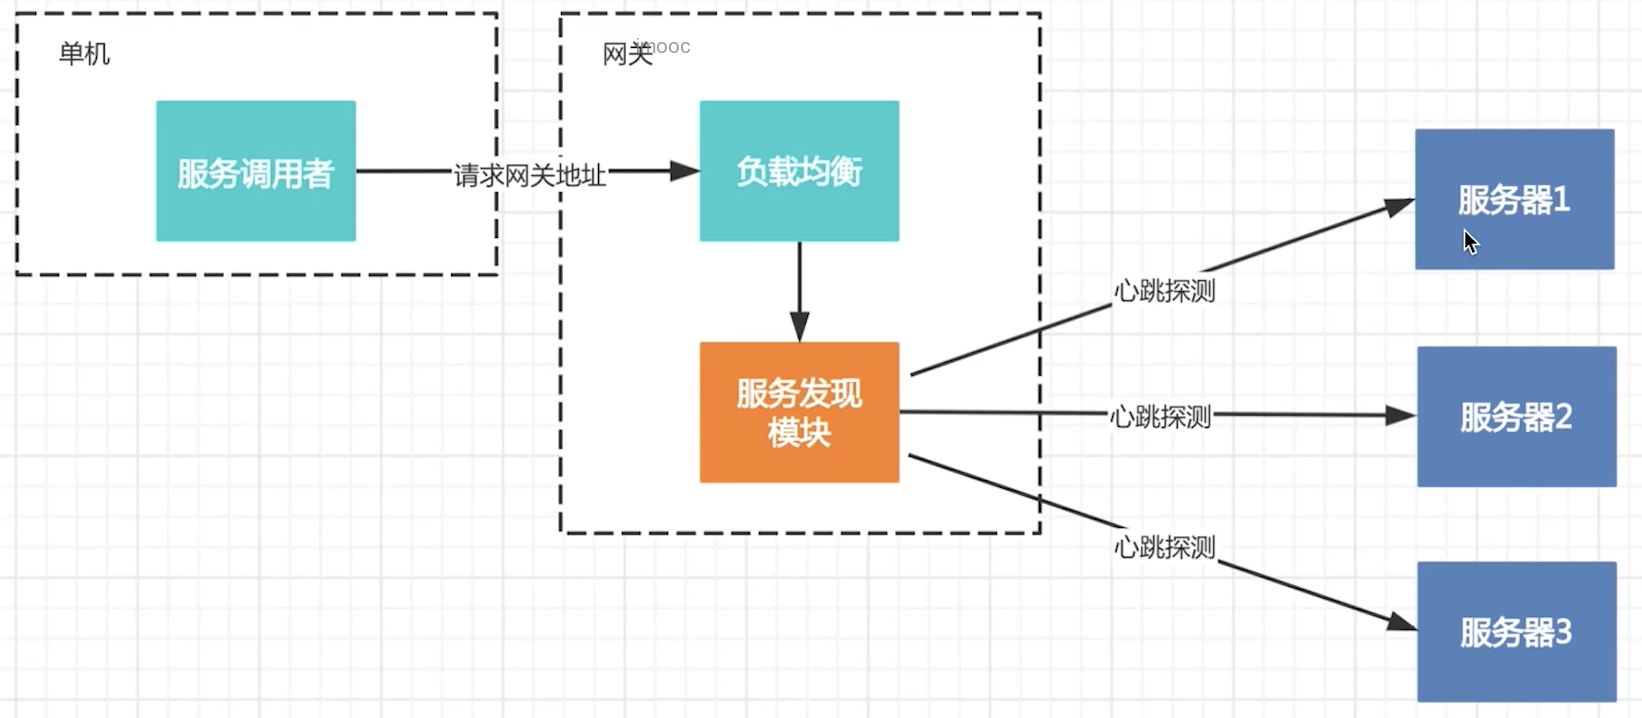 单机
网关
imooc
服务调用者
请求网关地址
负载均衡
服务发现
模块
心跳探测
心跳探测
心跳探测
服务器1
服务器2
服务器3